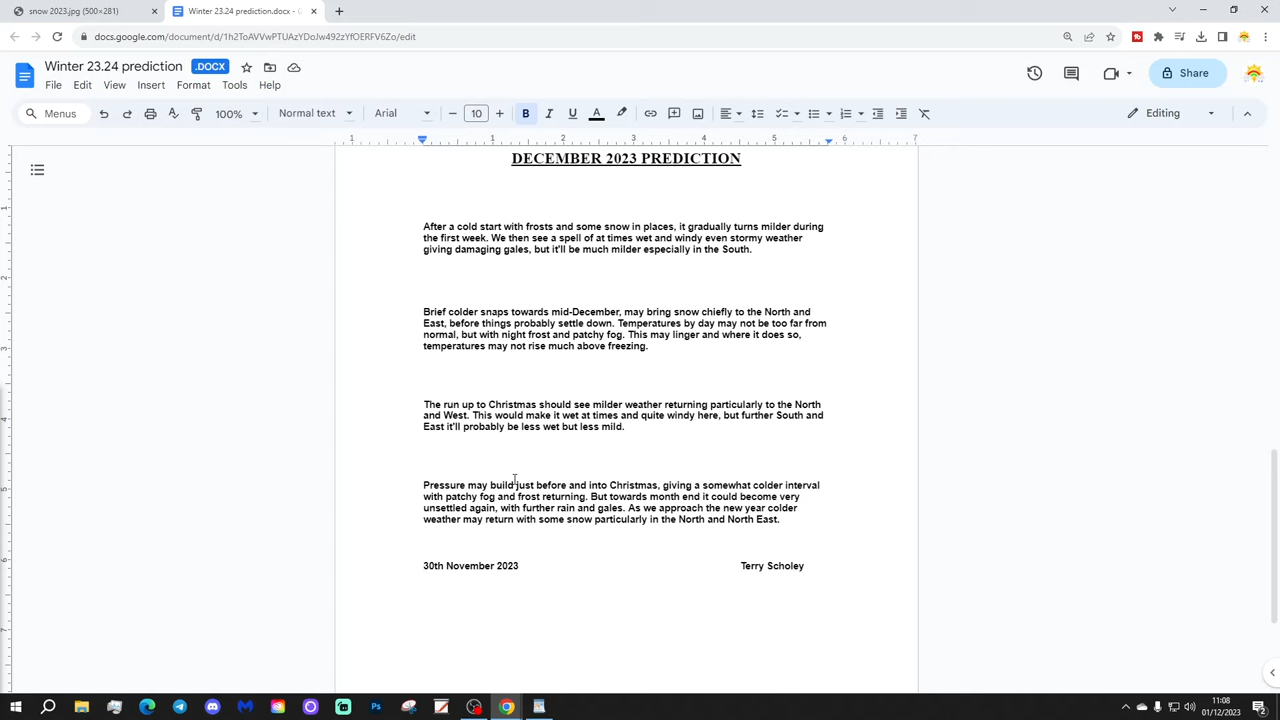 snow 2023.jpg (500×281)
Winter 23.24 prediction.docx - G
docs.google.com/document/d/1h2ToAVVwPTUAzYDoJw492zYfOERFV6Zo/edit
Winter 23.24 prediction .DOCX
Share
File Edit View Insert Format Tools Help
Menus 100% Normal text Arial 10 B I U A Editing
1 1 2 3 4 5 6 7
DECEMBER 2023 PREDICTION
After a cold start with frosts and some snow in places, it gradually turns milder during
the first week. We then see a spell of at times wet and windy even stormy weather
giving damaging gales, but it'll be much milder especially in the South.
Brief colder snaps towards mid-December, may bring snow chiefly to the North and
East, before things probably settle down. Temperatures by day may not be too far from
normal, but with night frost and patchy fog. This may linger and where it does so,
temperatures may not rise much above freezing.
The run up to Christmas should see milder weather returning particularly to the North
and West. This would make it wet at times and quite windy here, but further South and
East it'll probably be less wet but less mild.
Pressure may build just before and into Christmas, giving a somewhat colder interval
with patchy fog and frost returning. But towards month end it could become very
unsettled again, with further rain and gales. As we approach the new year colder
weather may return with some snow particularly in the North and North East.
30th November 2023 Terry Scholey
11:08
01/12/2023
2